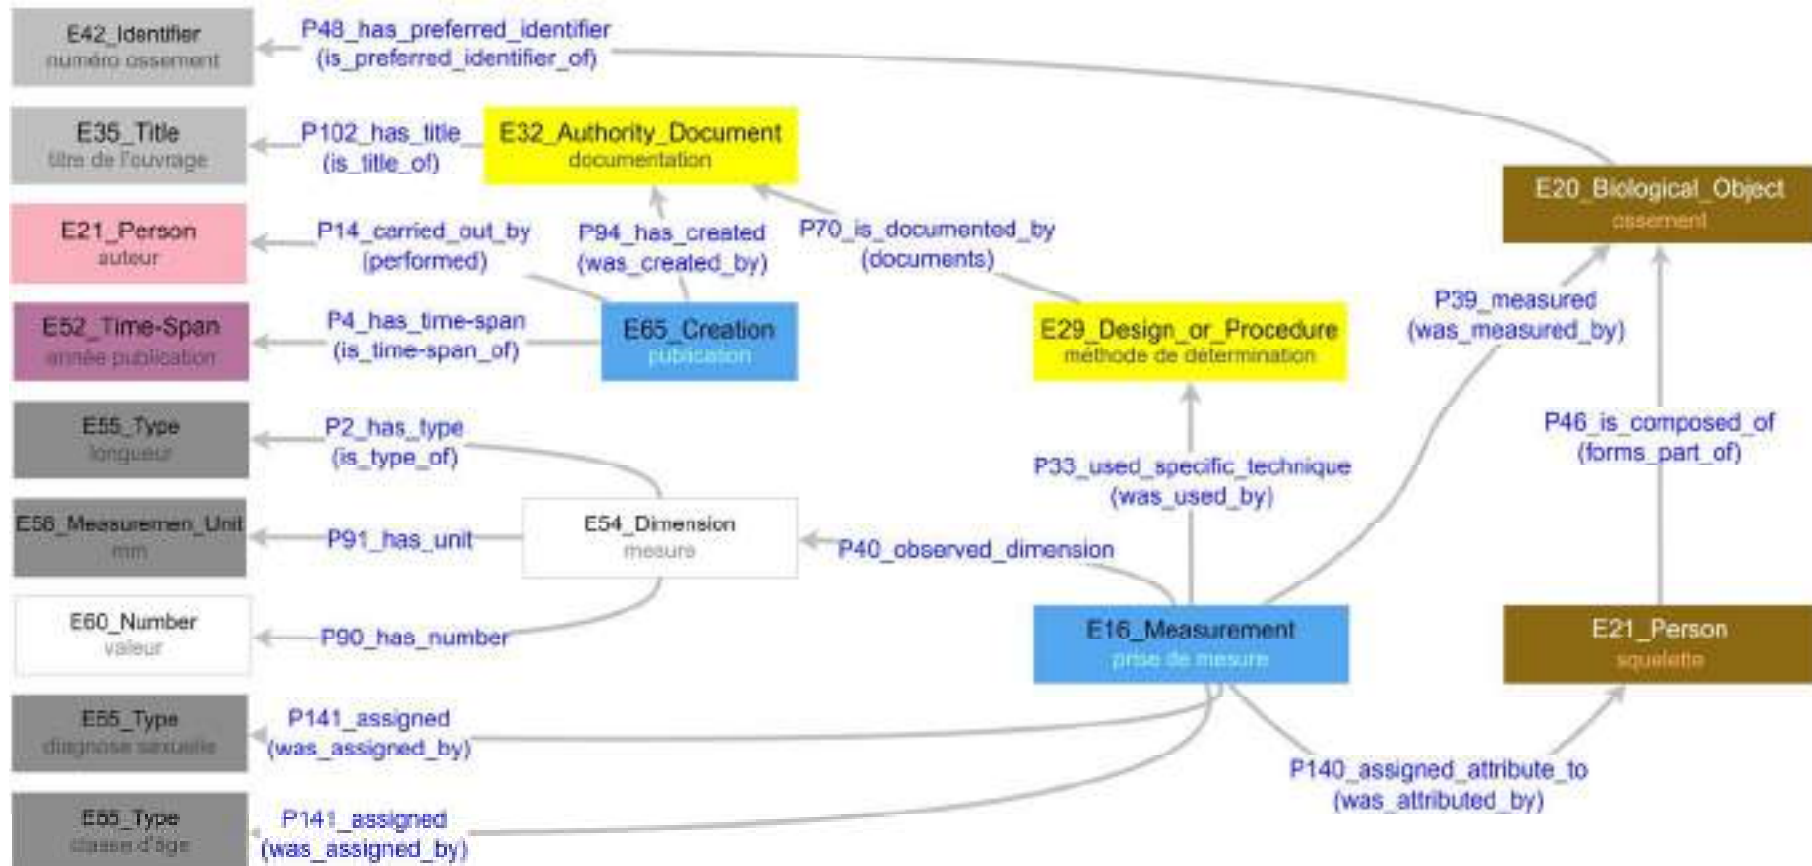 E42_Identifier
numéro ossement
P48_has_preferred_identifier
(is_preferred_identifier_of)
E35_Title
titre de l'ouvrage
P102_has_title
(is_title_of)
E32_Authority_Document
documentation
E20_Biological_Object
ossement
E21_Person
auteur
P14_carried_out_by
(performed)
P94_has_created
(was_created_by)
P70_is_documented_by
(documents)
E52_Time-Span
année publication
P4_has_time-span
(is_time-span_of)
E65_Creation
publication
E29_Design_or_Procedure
méthode de détermination
P39_measured
(was_measured_by)
E55_Type
longueur
P2_has_type
(is_type_of)
P33_used_specific_technique
(was_used_by)
P46_is_composed_of
(forms_part_of)
E58_Measuremen_Unit
mm
P91_has_unit
E54_Dimension
mesure
P40_observed_dimension
E60_Number
valeur
P90_has_number
E16_Measurement
prise de mesure
E21_Person
squelette
E55_Type
diagnose sexuelle
P141_assigned
(was_assigned_by)
P140_assigned_attribute_to
(was_attributed_by)
E55_Type
classe d'âge
P141_assigned
(was_assigned_by)